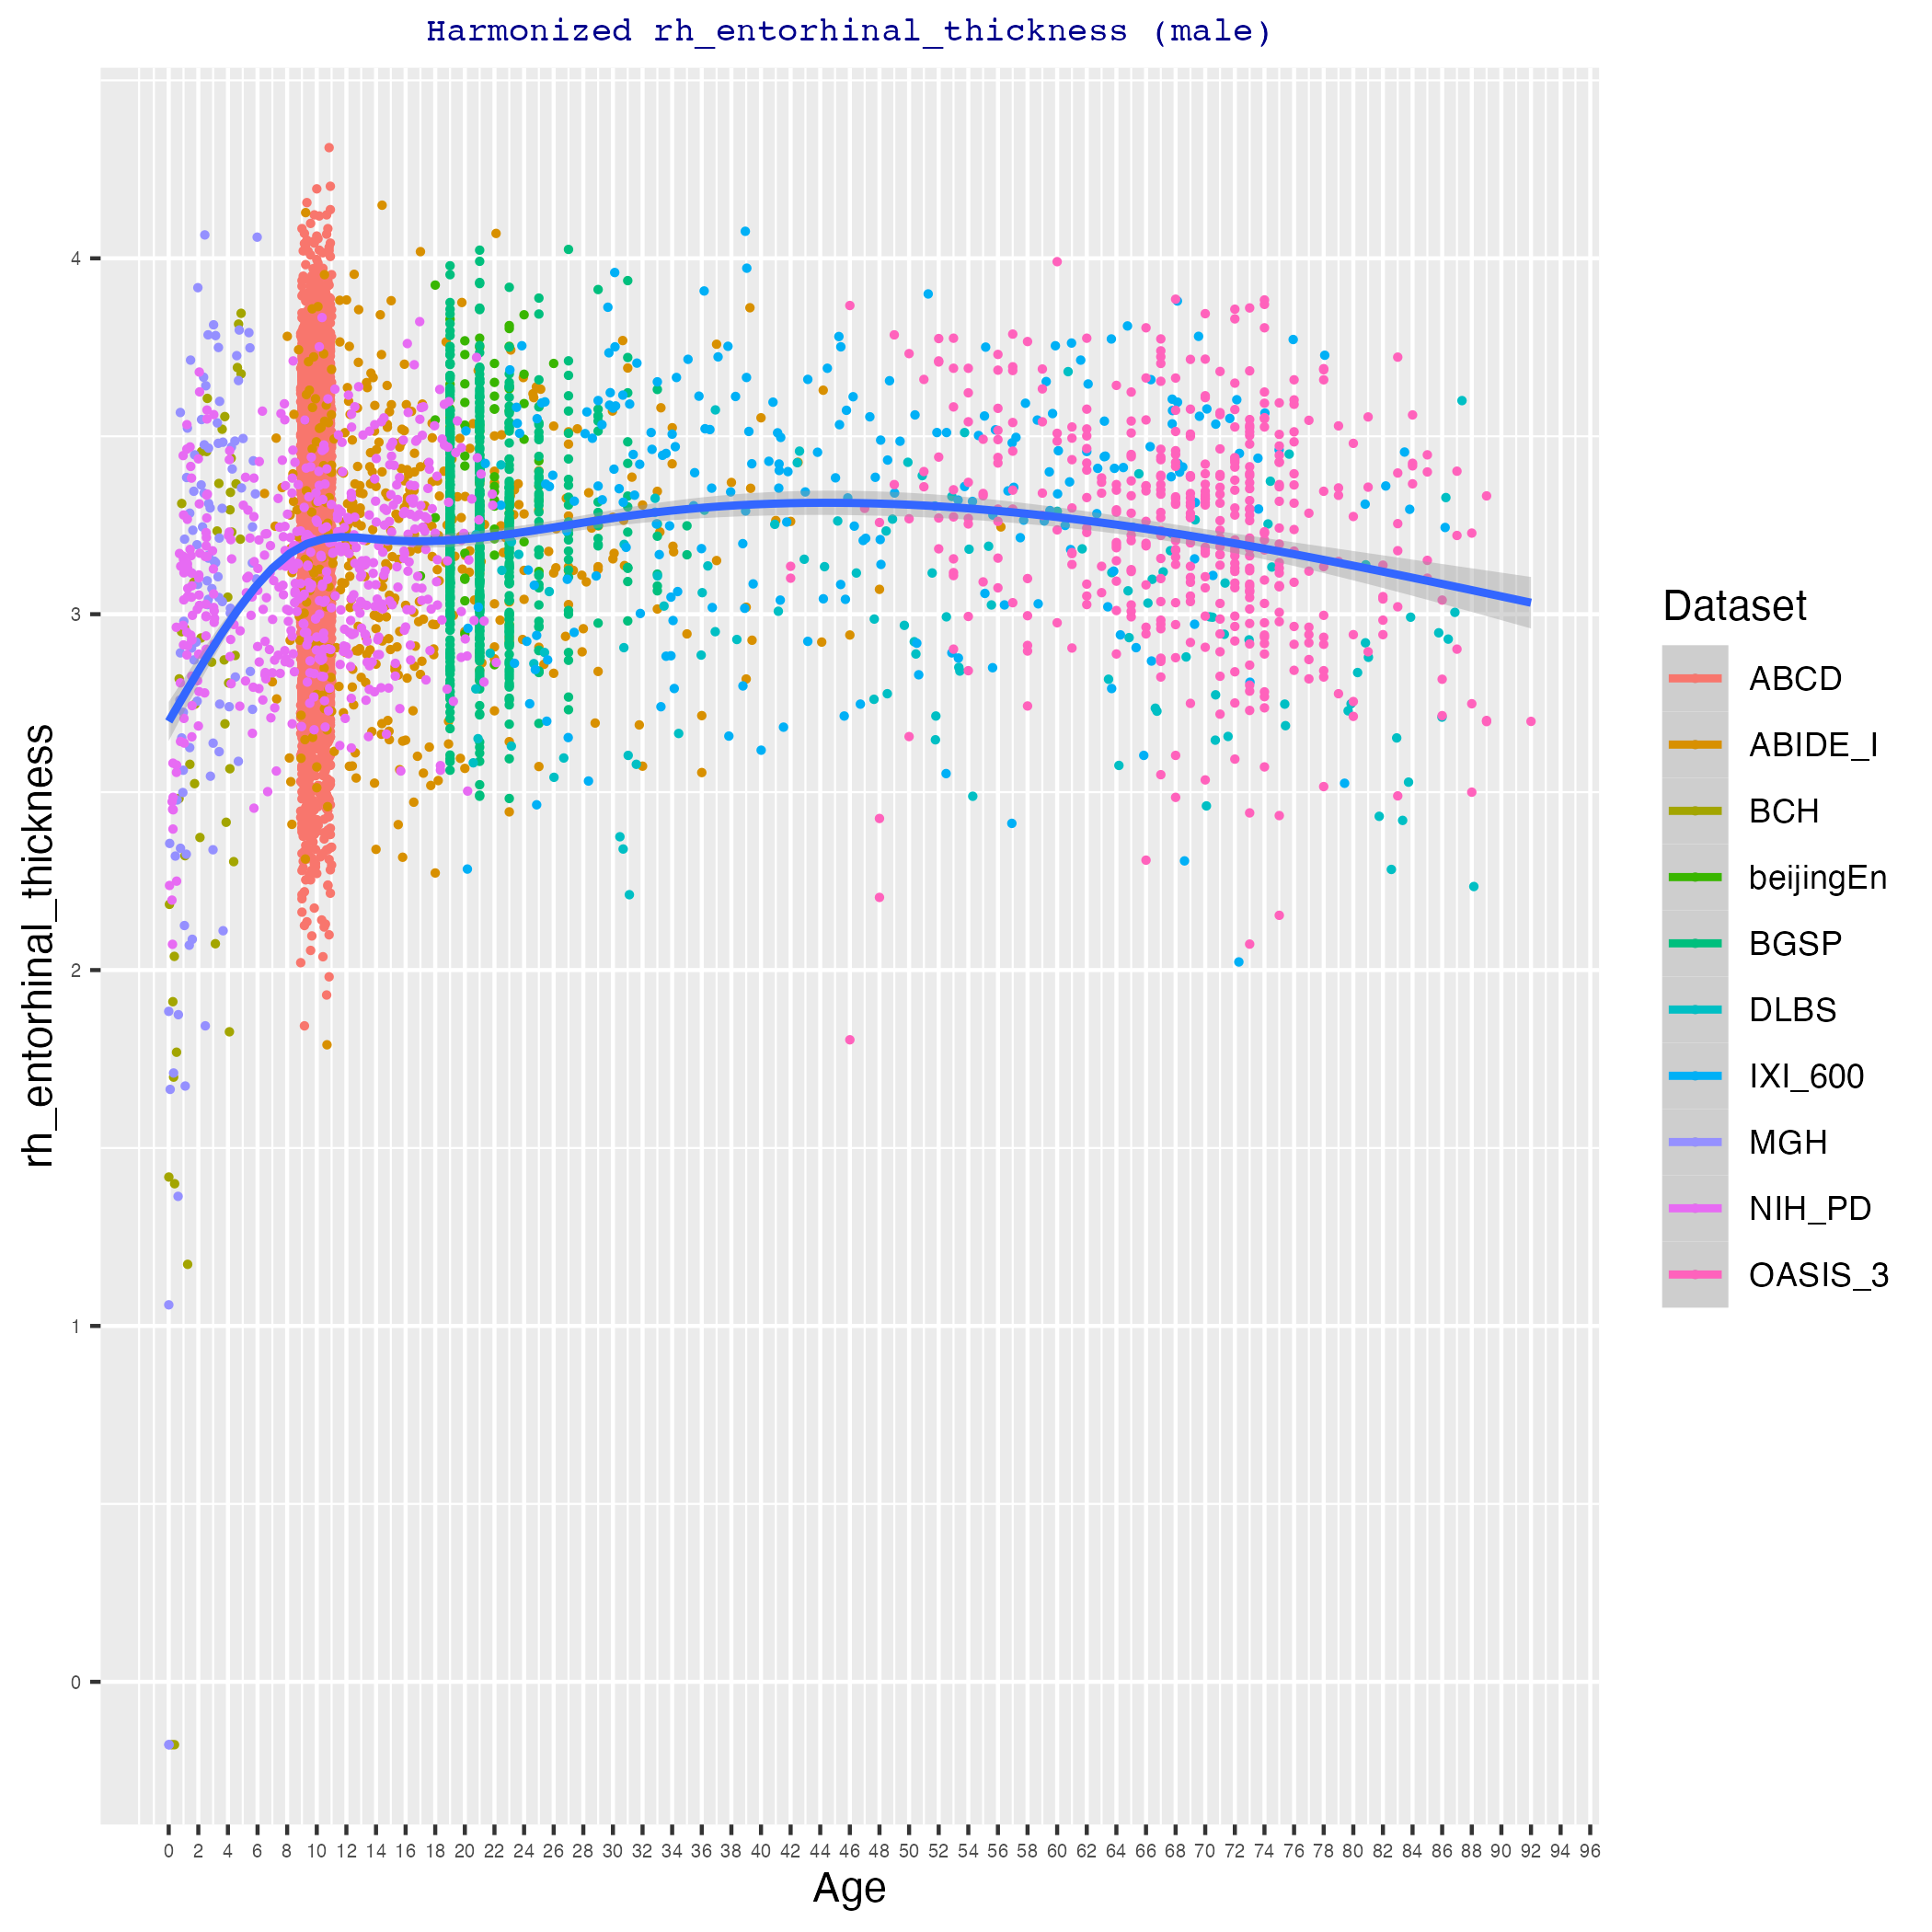 Harmonized rh_entorhinal_thickness (male)
rh_entorhinal_thickness
4
3
2
1
0
0 2 4 6 8 10 12 14 16 18 20 22 24 26 28 30 32 34 36 38 40 42 44 46 48 50 52 54 56 58 60 62 64 66 68 70 72 74 76 78 80 82 84 86 88 90 92 94 96
Age
Dataset
ABCD
ABIDE_I
BCH
beijingEn
BGSP
DLBS
IXI_600
MGH
NIH_PD
OASIS_3